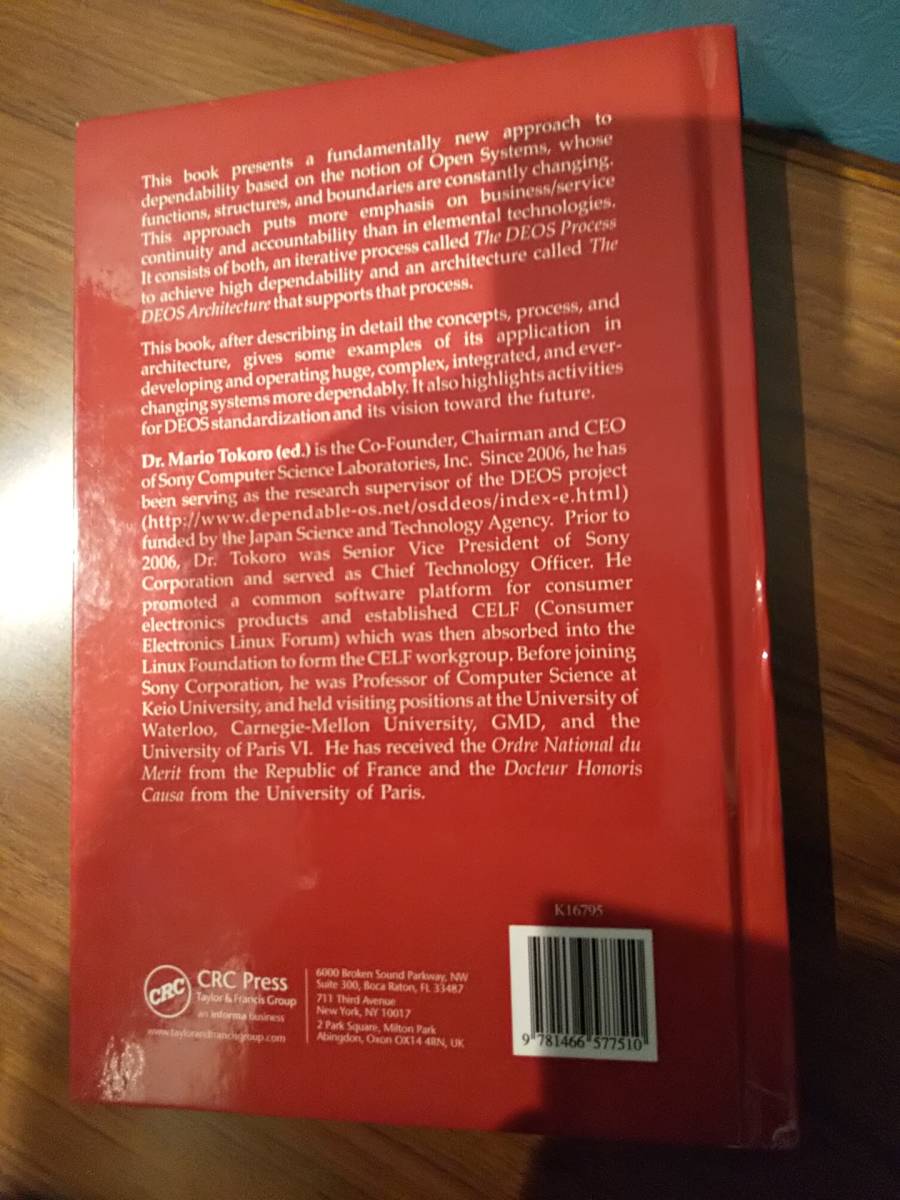 This book presents a fundamentally new approach to
dependability based on the notion of Open Systems, whose
functions, structures, and boundaries are constantly changing.
This approach puts more emphasis on business/service
continuity and accountability than in elemental technologies.
It consists of both, an iterative process called The DEOS Process
to achieve high dependability and an architecture called The
DEOS Architecture that supports that process.
This book, after describing in detail the concepts, process, and
architecture, gives some examples of its application in
developing and operating huge, complex, integrated, and ever-
changing systems more dependably. It also highlights activities
for DEOS standardization and its vision toward the future.
Dr. Mario Tokoro (ed.) is the Co-Founder, Chairman and CEO
of Sony Computer Science Laboratories, Inc. Since 2006, he has
been serving as the research supervisor of the DEOS project
(http://www.dependable-os.net/osddeos/index-e.html)
funded by the Japan Science and Technology Agency. Prior to
2006, Dr. Tokoro was Senior Vice President of Sony
Corporation and served as Chief Technology Officer. He
promoted a common software platform for consumer
electronics products and established CELF (Consumer
Electronics Linux Forum) which was then absorbed into the
Linux Foundation to form the CELF workgroup. Before joining
Sony Corporation, he was Professor of Computer Science at
Keio University, and held visiting positions at the University of
Waterloo, Carnegie-Mellon University, GMD, and the
University of Paris VI. He has received the Ordre National du
Merit from the Republic of France and the Docteur Honoris
Causa from the University of Paris.
K16795
CRC
CRC Press
Taylor & Francis Group
an informa business
www.taylorandfrancisgroup.com
6000 Broken Sound Parkway, NW
Suite 300, Boca Raton, FL 33487
711 Third Avenue
New York, NY 10017
2 Park Square, Milton Park
Abingdon, Oxon OX14 4RN, UK
9 781466 577510